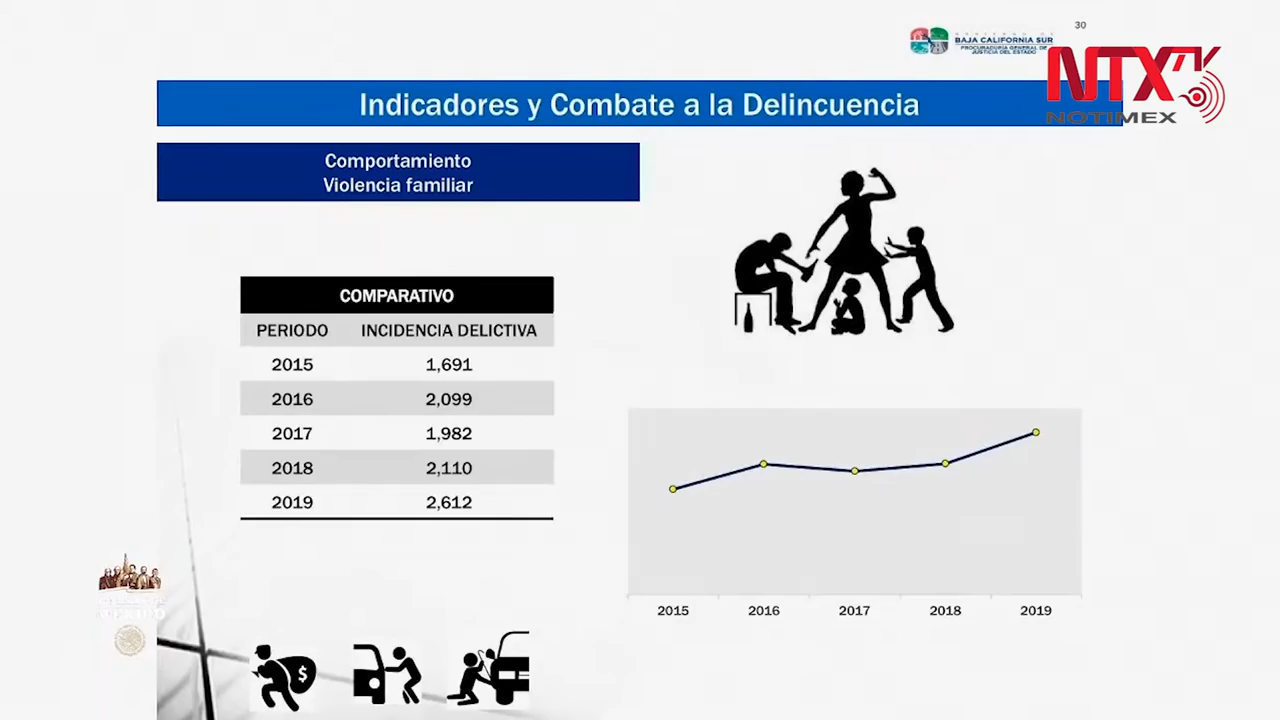 30
BAJA CALIFORNIA SUR
PROCURADURÍA GENERAL DE
JUSTICIA DEL ESTADO
NTX TV
NOTIMEX
Indicadores y Combate a la Delincuencia
Comportamiento
Violencia familiar
COMPARATIVO
PERIODO INCIDENCIA DELICTIVA
2015 1,691
2016 2,099
2017 1,982
2018 2,110
2019 2,612
2015 2016 2017 2018 2019
MÉXICO
$